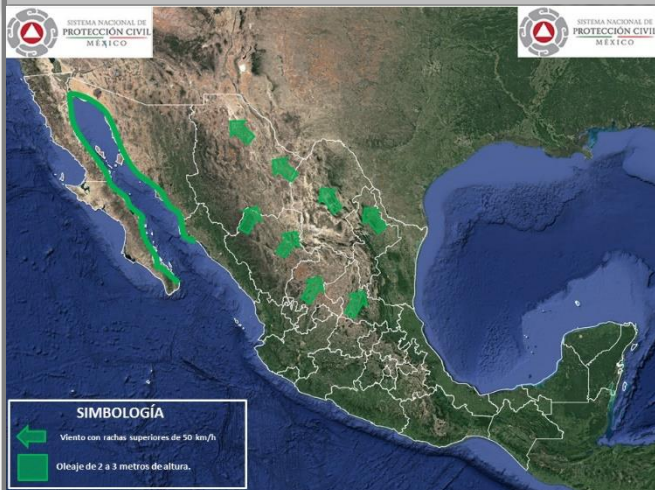 SISTEMA NACIONAL DE
PROTECCIÓN CIVIL
MÉXICO
SISTEMA NACIONAL DE
PROTECCIÓN CIVIL
MÉXICO
SIMBOLOGÍA
Viento con rachas superiores de 50 km/h
Oleaje de 2 a 3 metros de altura.